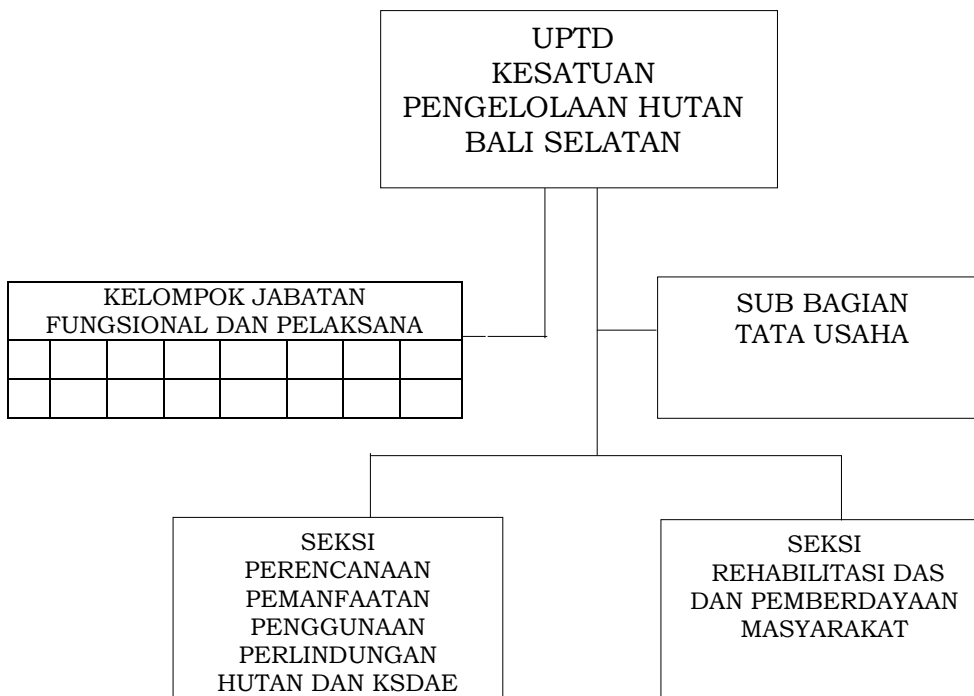 UPTD
KESATUAN
PENGELOLAAN HUTAN
BALI SELATAN
KELOMPOK JABATAN
FUNGSIONAL DAN PELAKSANA
SUB BAGIAN
TATA USAHA
SEKSI
PERENCANAAN
PEMANFAATAN
PENGGUNAAN
PERLINDUNGAN
HUTAN DAN KSDAE
SEKSI
REHABILITASI DAS
DAN PEMBERDAYAAN
MASYARAKAT